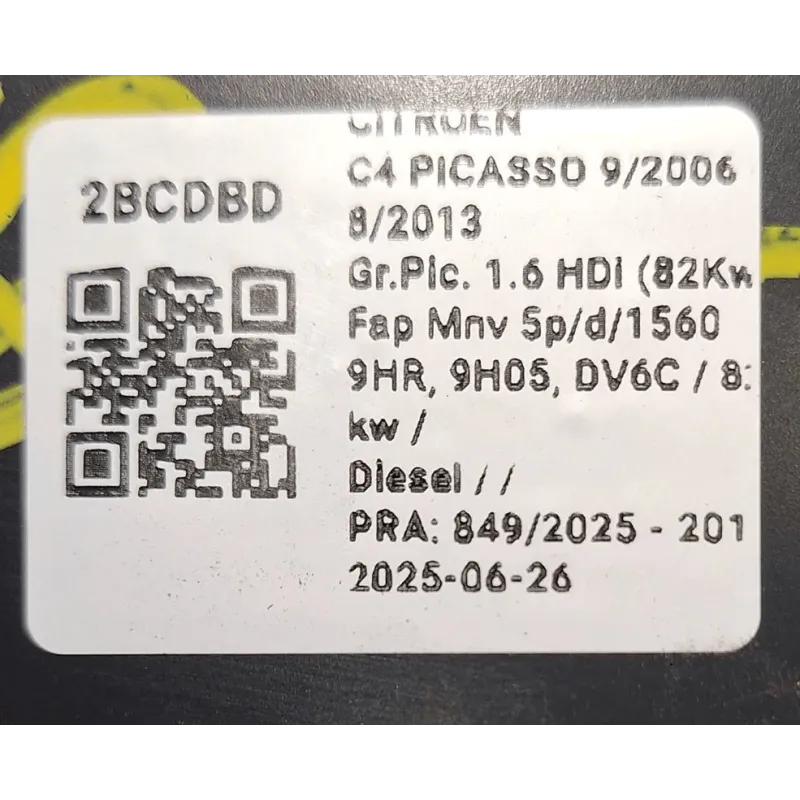 2BCDBD
CITROEN
C4 PICASSO 9/2006
8/2013
Gr.Pic. 1.6 HDi (82Kw
Fap Mnv 5p/d/1560
9HR, 9H05, DV6C / 8
kw /
Diesel / /
PRA: 849/2025 - 201
2025-06-26